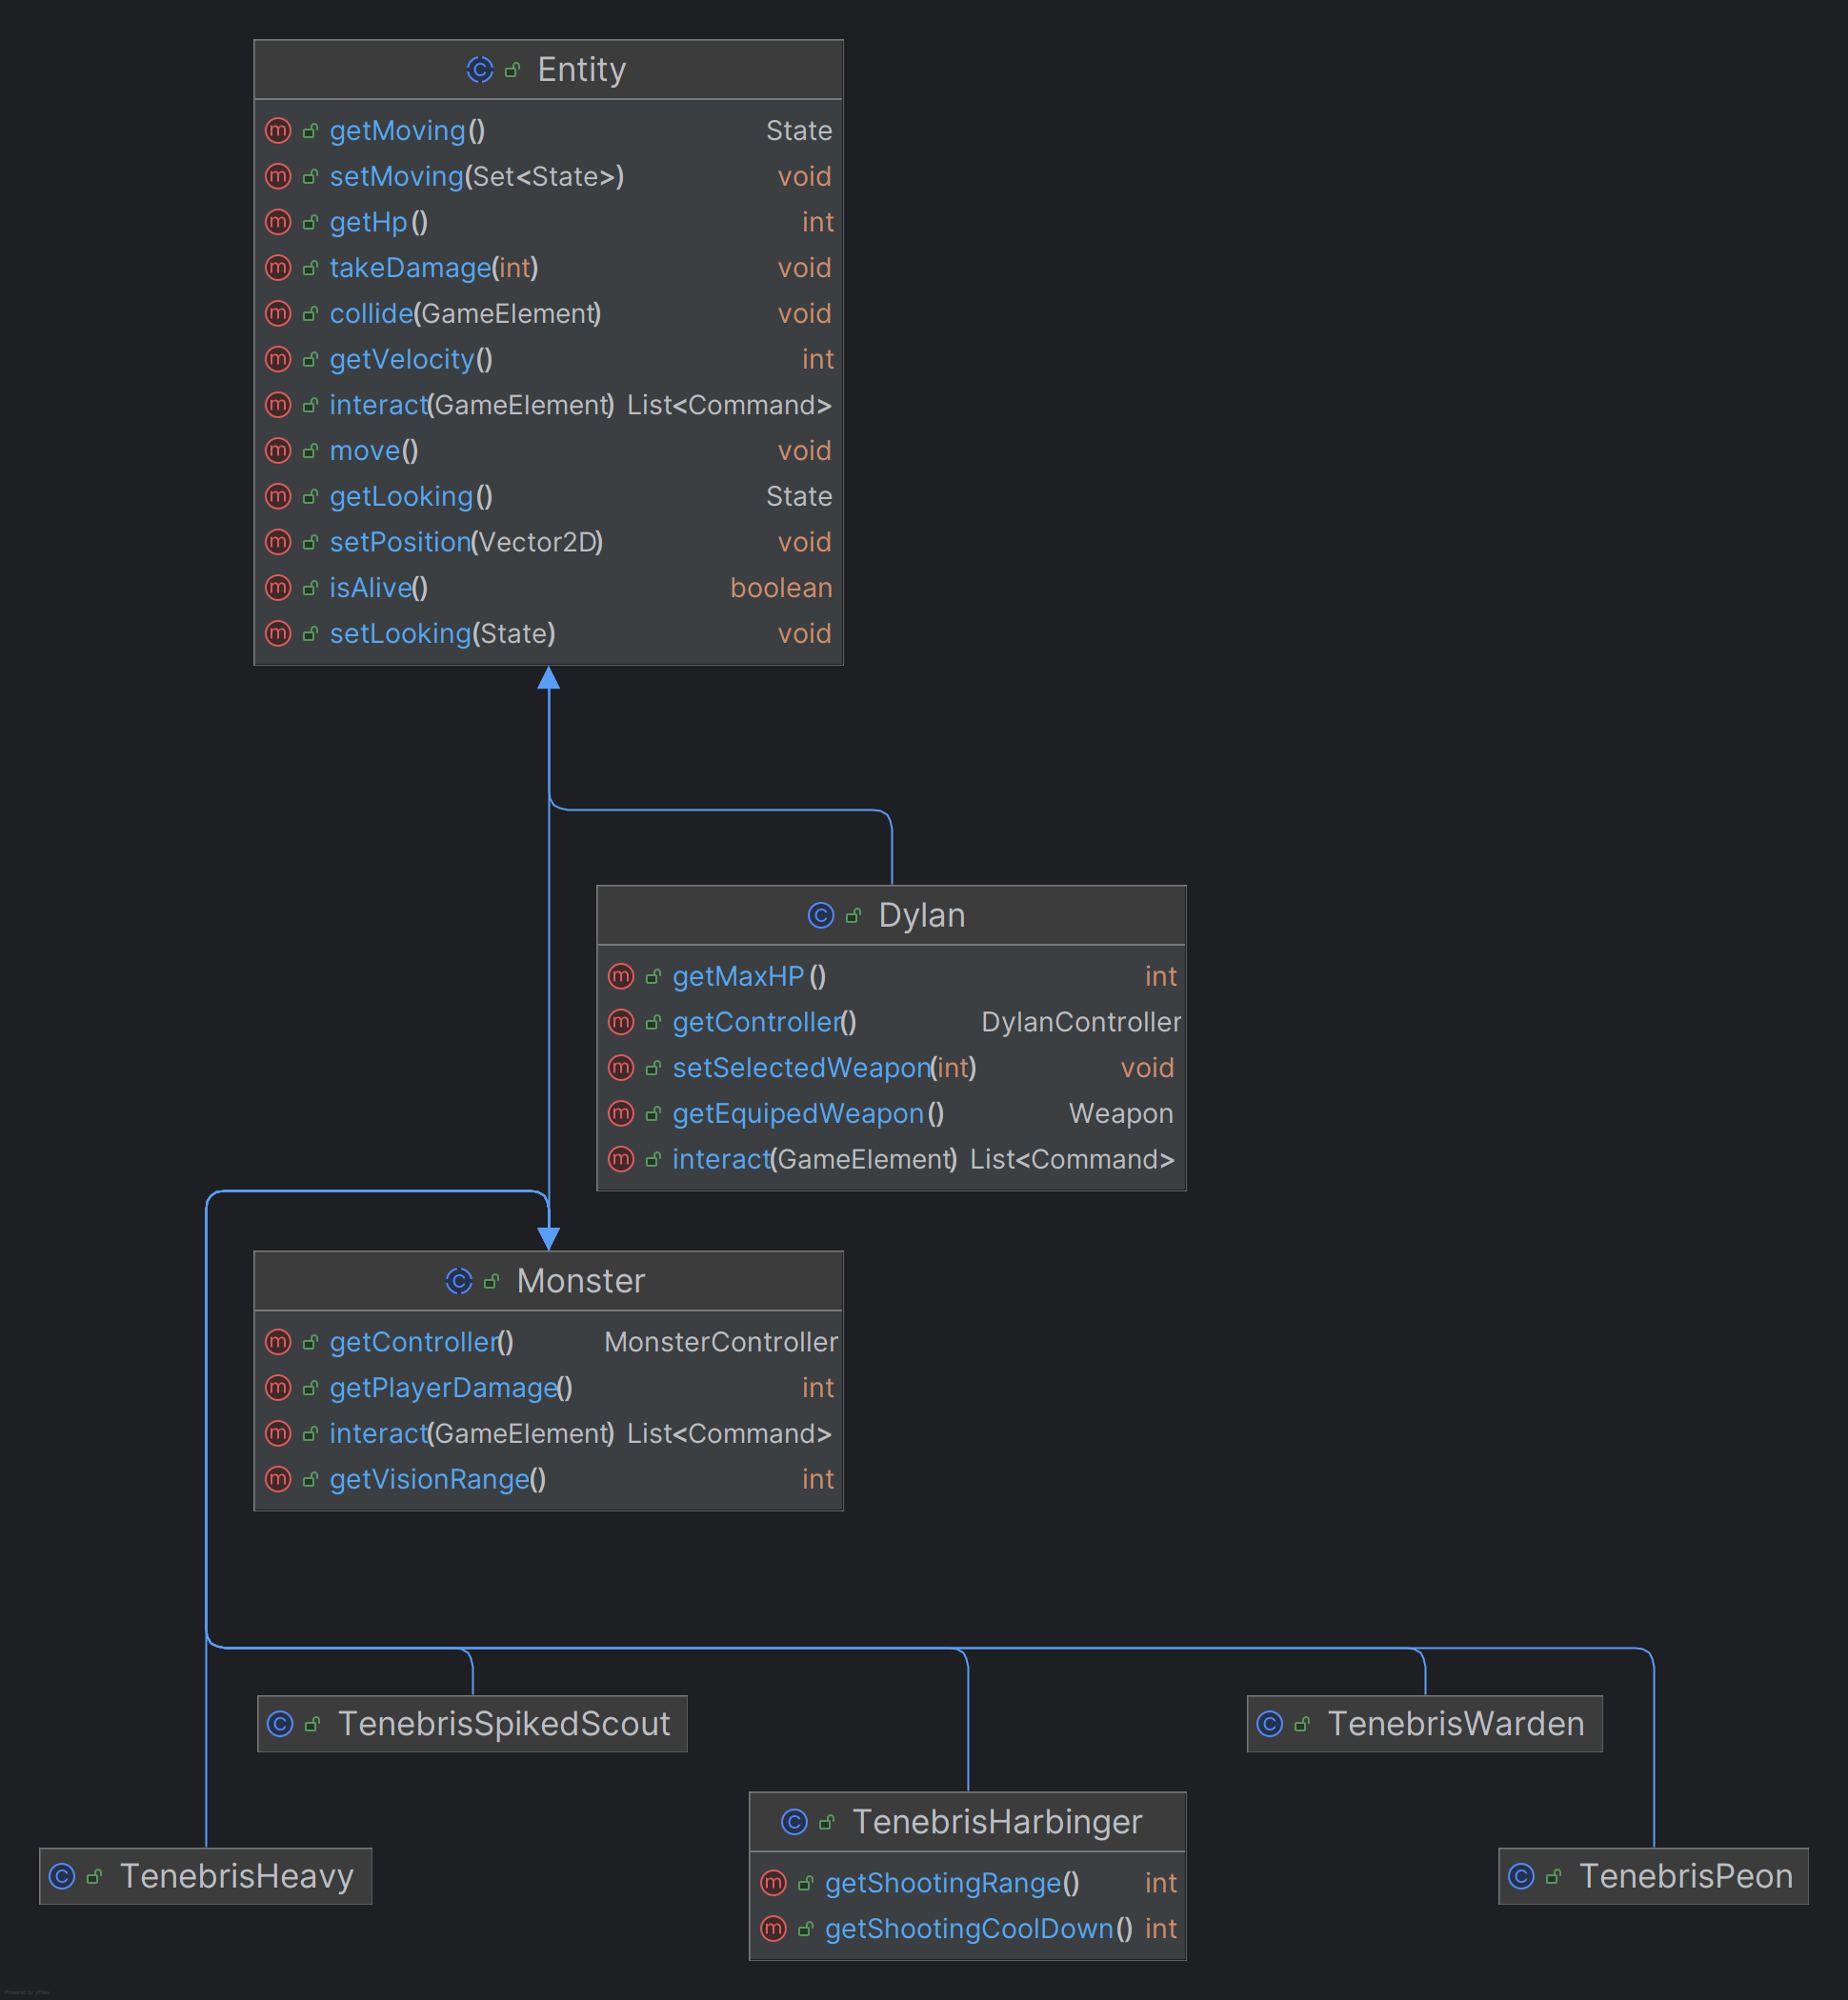 Entity
getMoving() State
setMoving(Set<State>) void
getHp() int
takeDamage(int) void
collide(GameElement) void
getVelocity() int
interact(GameElement) List<Command>
move() void
getLooking() State
setPosition(Vector2D) void
isAlive() boolean
setLooking(State) void
Dylan
getMaxHP() int
getController() DylanController
setSelectedWeapon(int) void
getEquipedWeapon() Weapon
interact(GameElement) List<Command>
Monster
getController() MonsterController
getPlayerDamage() int
interact(GameElement) List<Command>
getVisionRange() int
TenebrisSpikedScout
TenebrisWarden
TenebrisHarbinger
getShootingRange() int
getShootingCoolDown() int
TenebrisHeavy
TenebrisPeon
Powered by yFiles